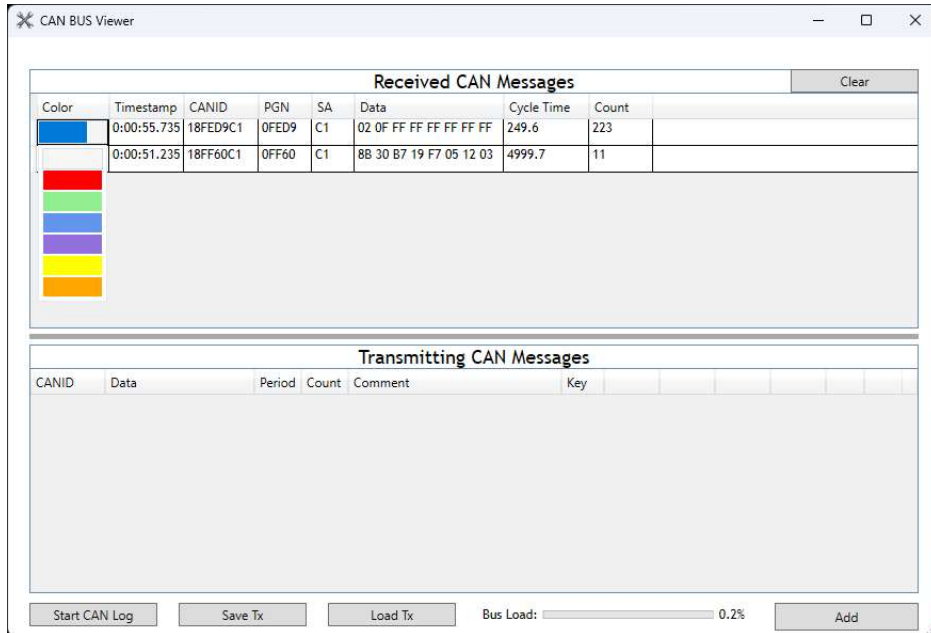 CAN BUS Viewer
Received CAN Messages
Clear
Color Timestamp CANID PGN SA Data Cycle Time Count
0:00:55.735 18FED9C1 0FED9 C1 02 0F FF FF FF FF FF FF 249.6 223
0:00:51.235 18FF60C1 0FF60 C1 8B 30 B7 19 F7 05 12 03 4999.7 11
Transmitting CAN Messages
CANID Data Period Count Comment Key
Start CAN Log Save Tx Load Tx Bus Load: 0.2% Add